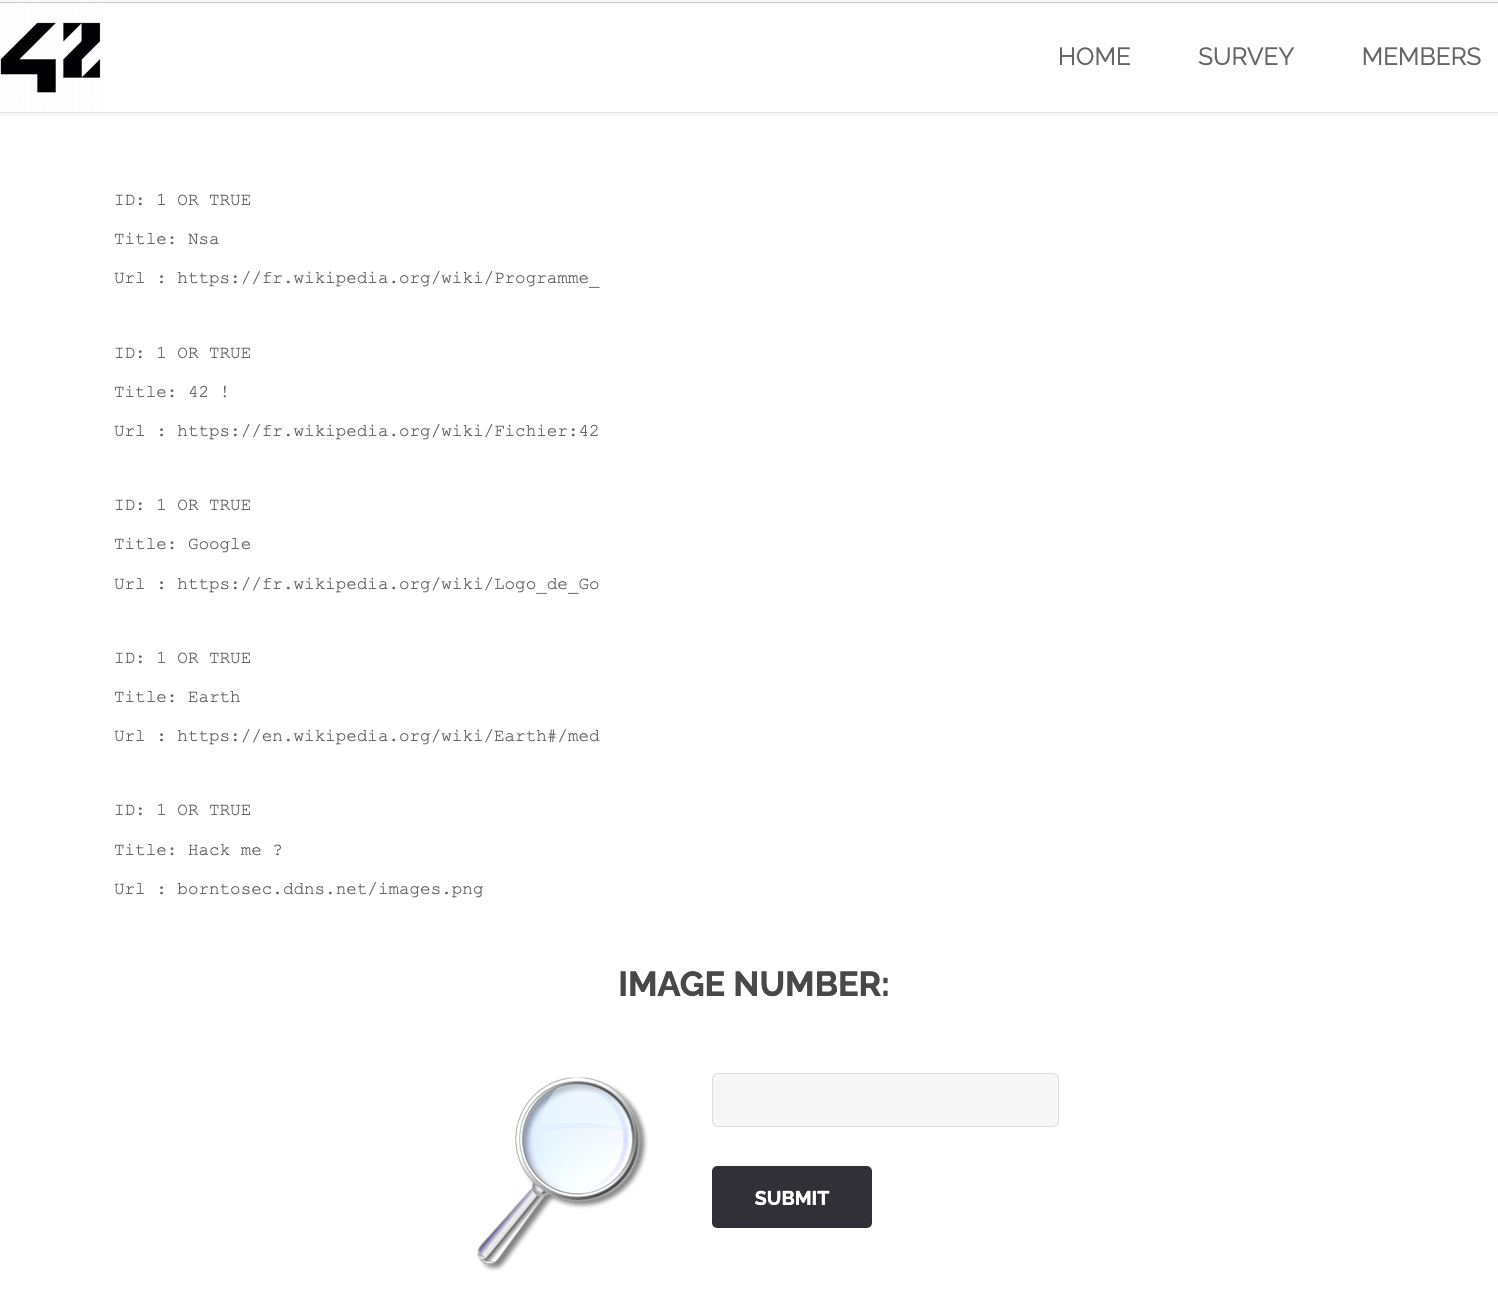 42
HOME SURVEY MEMBERS
ID: 1 OR TRUE
Title: Nsa
Url : https://fr.wikipedia.org/wiki/Programme_
ID: 1 OR TRUE
Title: 42 !
Url : https://fr.wikipedia.org/wiki/Fichier:42
ID: 1 OR TRUE
Title: Google
Url : https://fr.wikipedia.org/wiki/Logo_de_Go
ID: 1 OR TRUE
Title: Earth
Url : https://en.wikipedia.org/wiki/Earth#/med
ID: 1 OR TRUE
Title: Hack me ?
Url : borntosec.ddns.net/images.png
IMAGE NUMBER:
SUBMIT